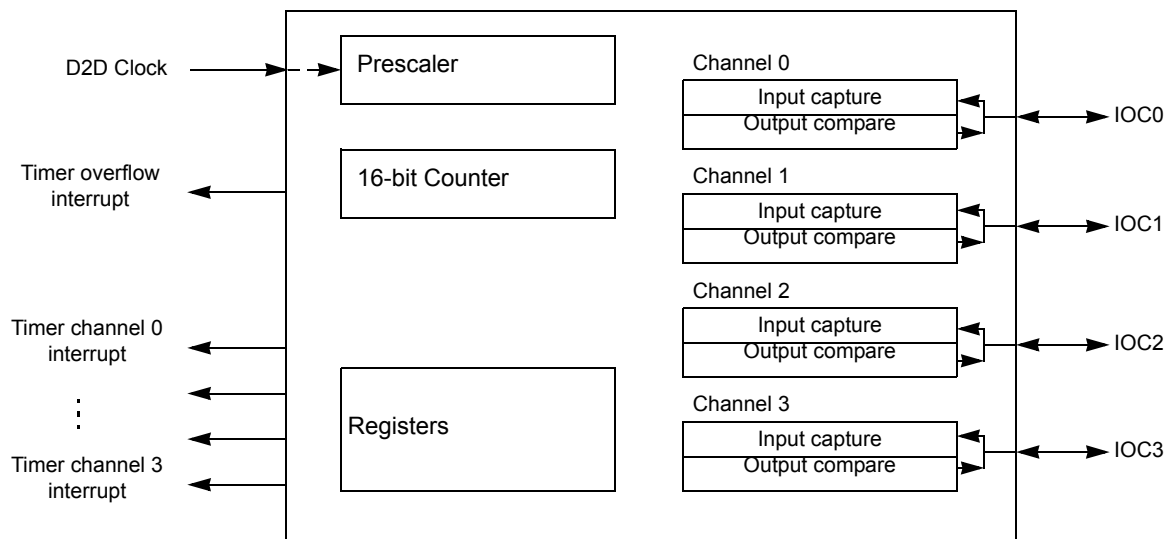 D2D Clock
Prescaler
Channel 0
Input capture
Output compare
IOC0
Timer overflow
interrupt
16-bit Counter
Channel 1
Input capture
Output compare
IOC1
Channel 2
Input capture
Output compare
IOC2
Timer channel 0
interrupt
Registers
Channel 3
Input capture
Output compare
IOC3
Timer channel 3
interrupt